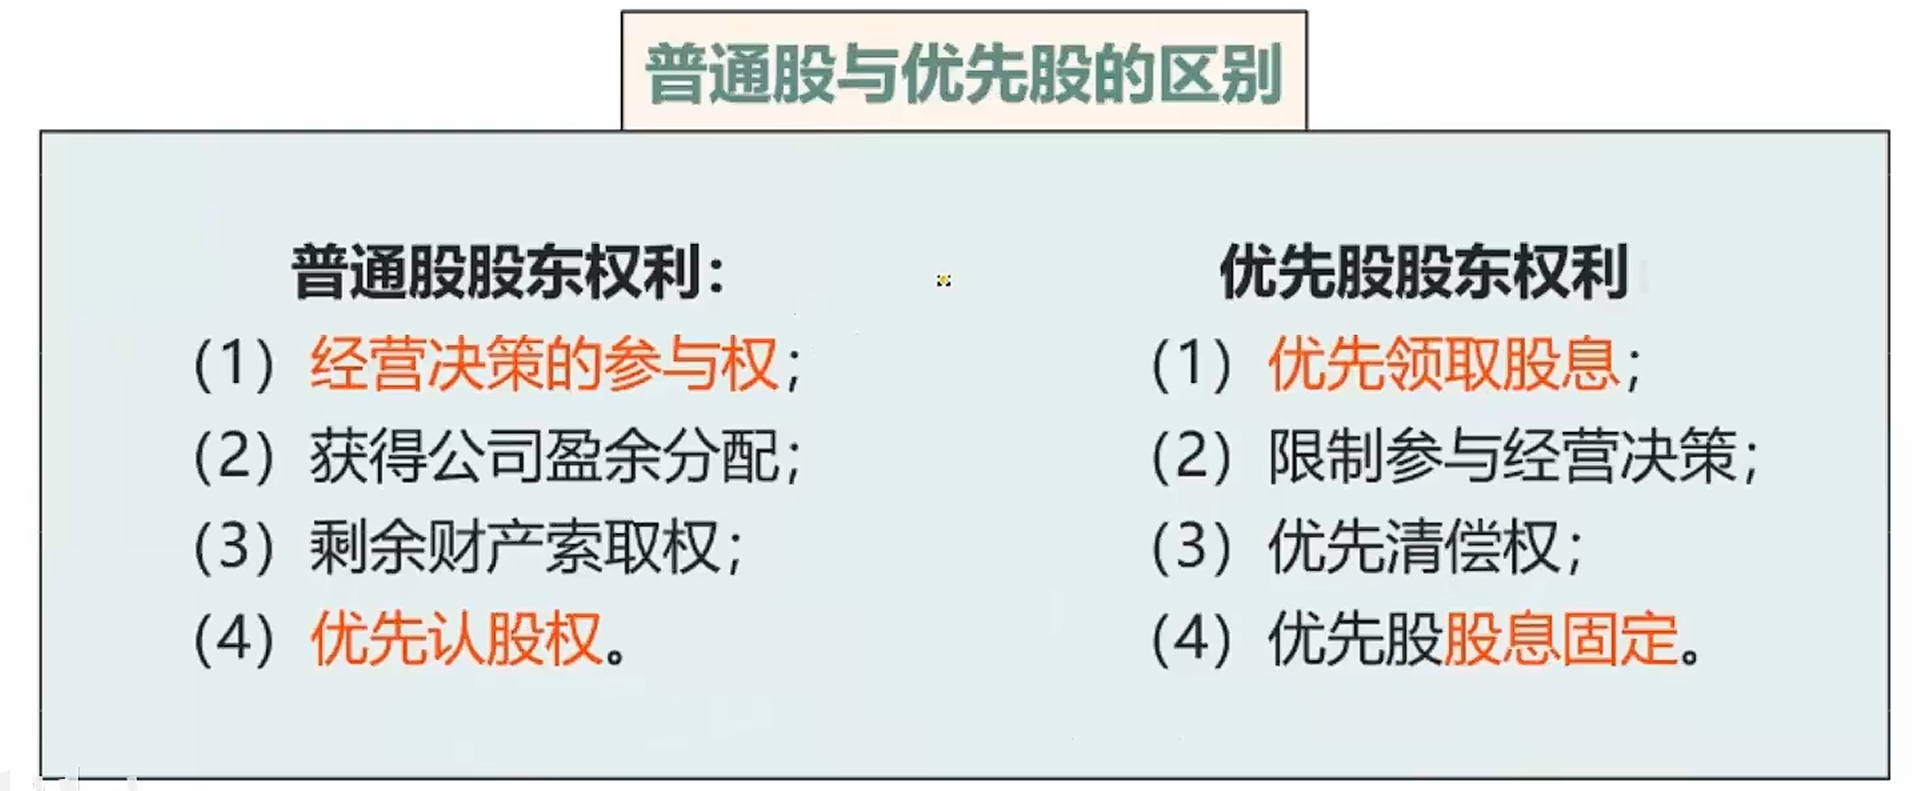 普通股与优先股的区别
普通股股东权利：
（1）经营决策的参与权；
（2）获得公司盈余分配；
（3）剩余财产索取权；
（4）优先认股权。
优先股股东权利
（1）优先领取股息；
（2）限制参与经营决策；
（3）优先清偿权；
（4）优先股股息固定。